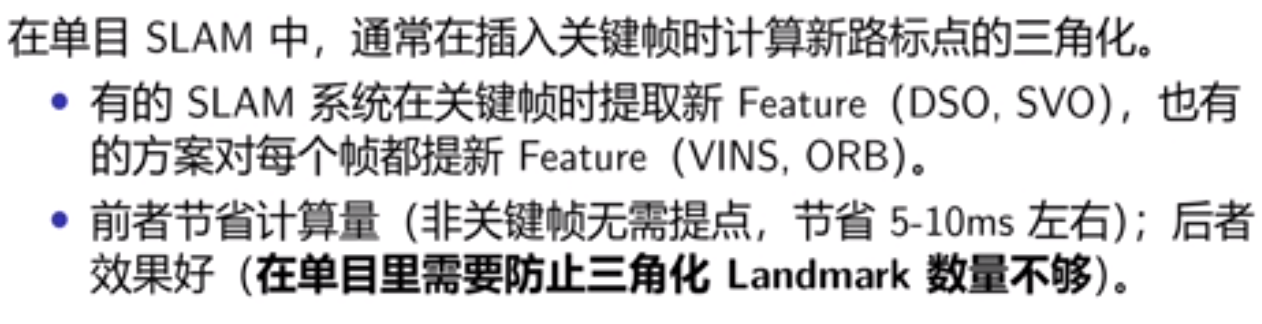 在单目 SLAM 中，通常在插入关键帧时计算新路标点的三角化。
• 有的 SLAM 系统在关键帧时提取新 Feature（DSO, SVO），也有
的方案对每个帧都提新 Feature（VINS, ORB）。
• 前者节省计算量（非关键帧无需提点，节省 5-10ms 左右）；后者
效果好（在单目里需要防止三角化 Landmark 数量不够）。